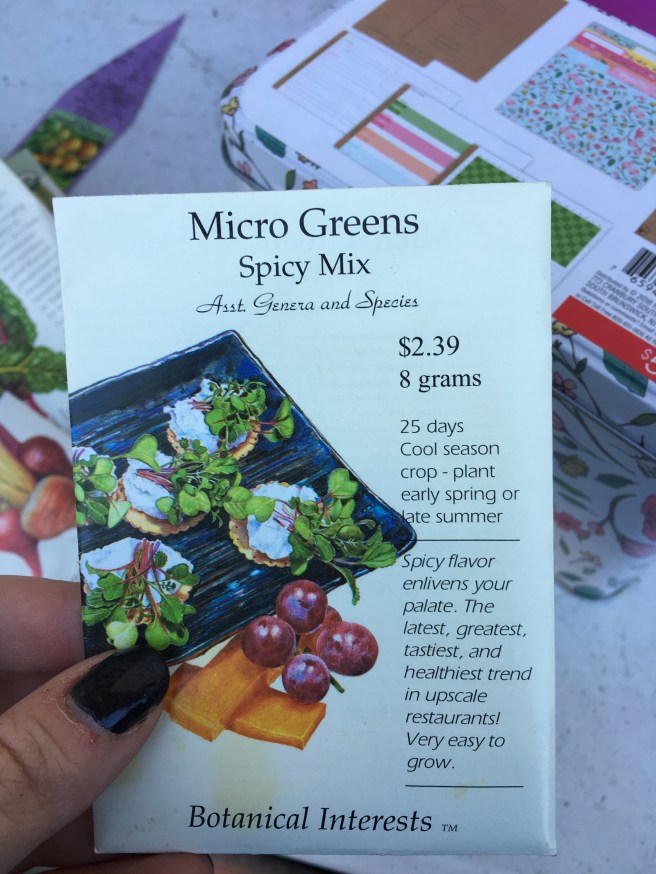 Micro Greens
Spicy Mix
Asst. Genera and Species
$2.39
8 grams
25 days
Cool season
crop - plant
early spring or
late summer
Spicy flavor
enlivens your
palate. The
latest, greatest,
tastiest, and
healthiest trend
in upscale
restaurants!
Very easy to
grow.
Botanical Interests TM